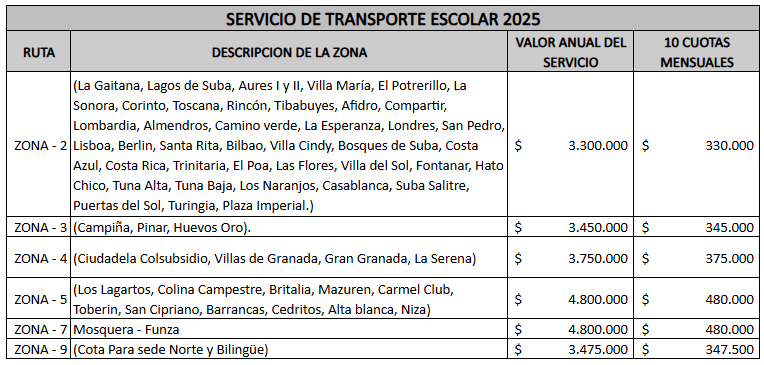 SERVICIO DE TRANSPORTE ESCOLAR 2025
RUTA DESCRIPCION DE LA ZONA VALOR ANUAL DEL SERVICIO 10 CUOTAS MENSUALES
ZONA - 2 $ 3.300.000 $ 330.000
(La Gaitana, Lagos de Suba, Aures I y II, Villa María, El Potrerillo, La
Sonora, Corinto, Toscana, Rincón, Tibabuyes, Afidro, Compartir,
Lombardia, Almendros, Camino verde, La Esperanza, Londres, San Pedro,
Lisboa, Berlin, Santa Rita, Bilbao, Villa Cindy, Bosques de Suba, Costa
Azul, Costa Rica, Trinitaria, El Poa, Las Flores, Villa del Sol, Fontanar, Hato
Chico, Tuna Alta, Tuna Baja, Los Naranjos, Casablanca, Suba Salitre,
Puertas del Sol, Turingia, Plaza Imperial.)
ZONA - 3 (Campiña, Pinar, Huevos Oro). $ 3.450.000 $ 345.000
ZONA - 4 (Ciudadela Colsubsidio, Villas de Granada, Gran Granada, La Serena) $ 3.750.000 $ 375.000
ZONA - 5 $ 4.800.000 $ 480.000
(Los Lagartos, Colina Campestre, Britalia, Mazuren, Carmel Club,
Toberin, San Cipriano, Barrancas, Cedritos, Alta blanca, Niza)
ZONA - 7 Mosquera - Funza $ 4.800.000 $ 480.000
ZONA - 9 (Cota Para sede Norte y Bilingüe) $ 3.475.000 $ 347.500